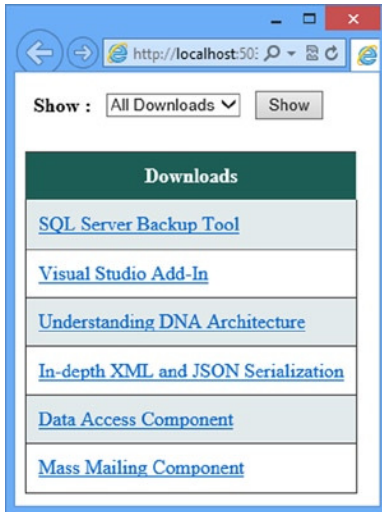 http://localhost:50
Show : All Downloads Show
Downloads
SQL Server Backup Tool
Visual Studio Add-In
Understanding DNA Architecture
In-depth XML and JSON Serialization
Data Access Component
Mass Mailing Component